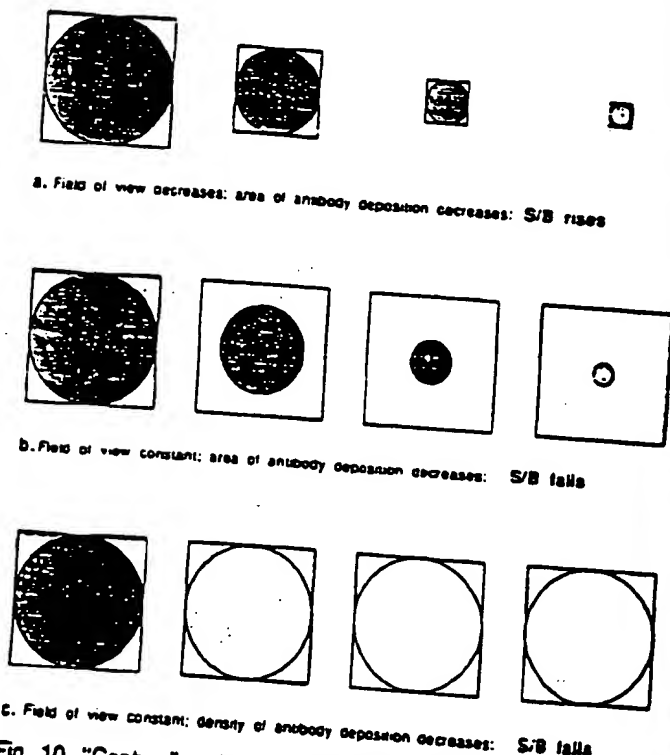 a. Field of view decreases: area of antibody deposition decreases: S/B rises
b. Field of view constant; area of antibody deposition decreases: S/B falls
c. Field of view constant; density of antibody deposition decreases: S/B falls
Fig. 10